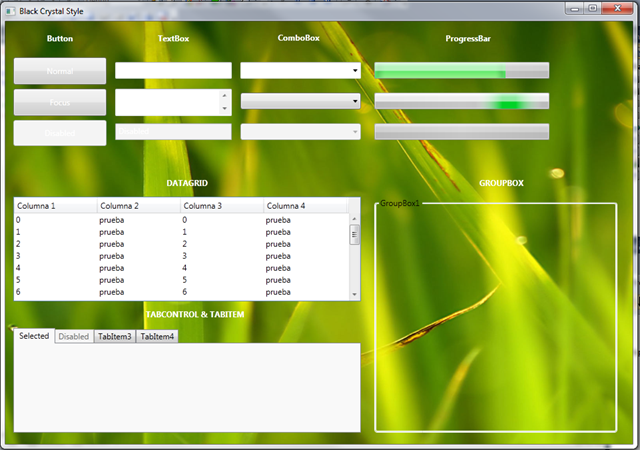 Black Crystal Style
Button TextBox ComboBox ProgressBar
Normal
Focus
Disabled Disabled
DATAGRID GROUPBOX
Columna 1 Columna 2 Columna 3 Columna 4
GroupBox1
0 prueba 0 prueba
1 prueba 1 prueba
2 prueba 2 prueba
3 prueba 3 prueba
4 prueba 4 prueba
5 prueba 5 prueba
6 prueba 6 prueba
TABCONTROL & TABITEM
Selected Disabled TabItem3 TabItem4